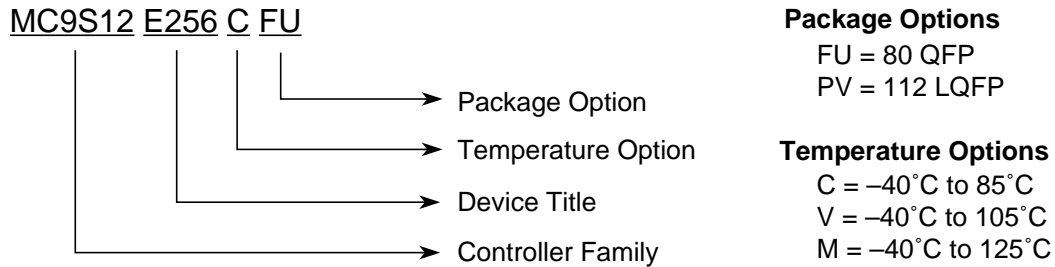 MC9S12 E256 C FU
Package Option
Temperature Option
Device Title
Controller Family
Package Options
FU = 80 QFP
PV = 112 LQFP
Temperature Options
C = –40˚C to 85˚C
V = –40˚C to 105˚C
M = –40˚C to 125˚C